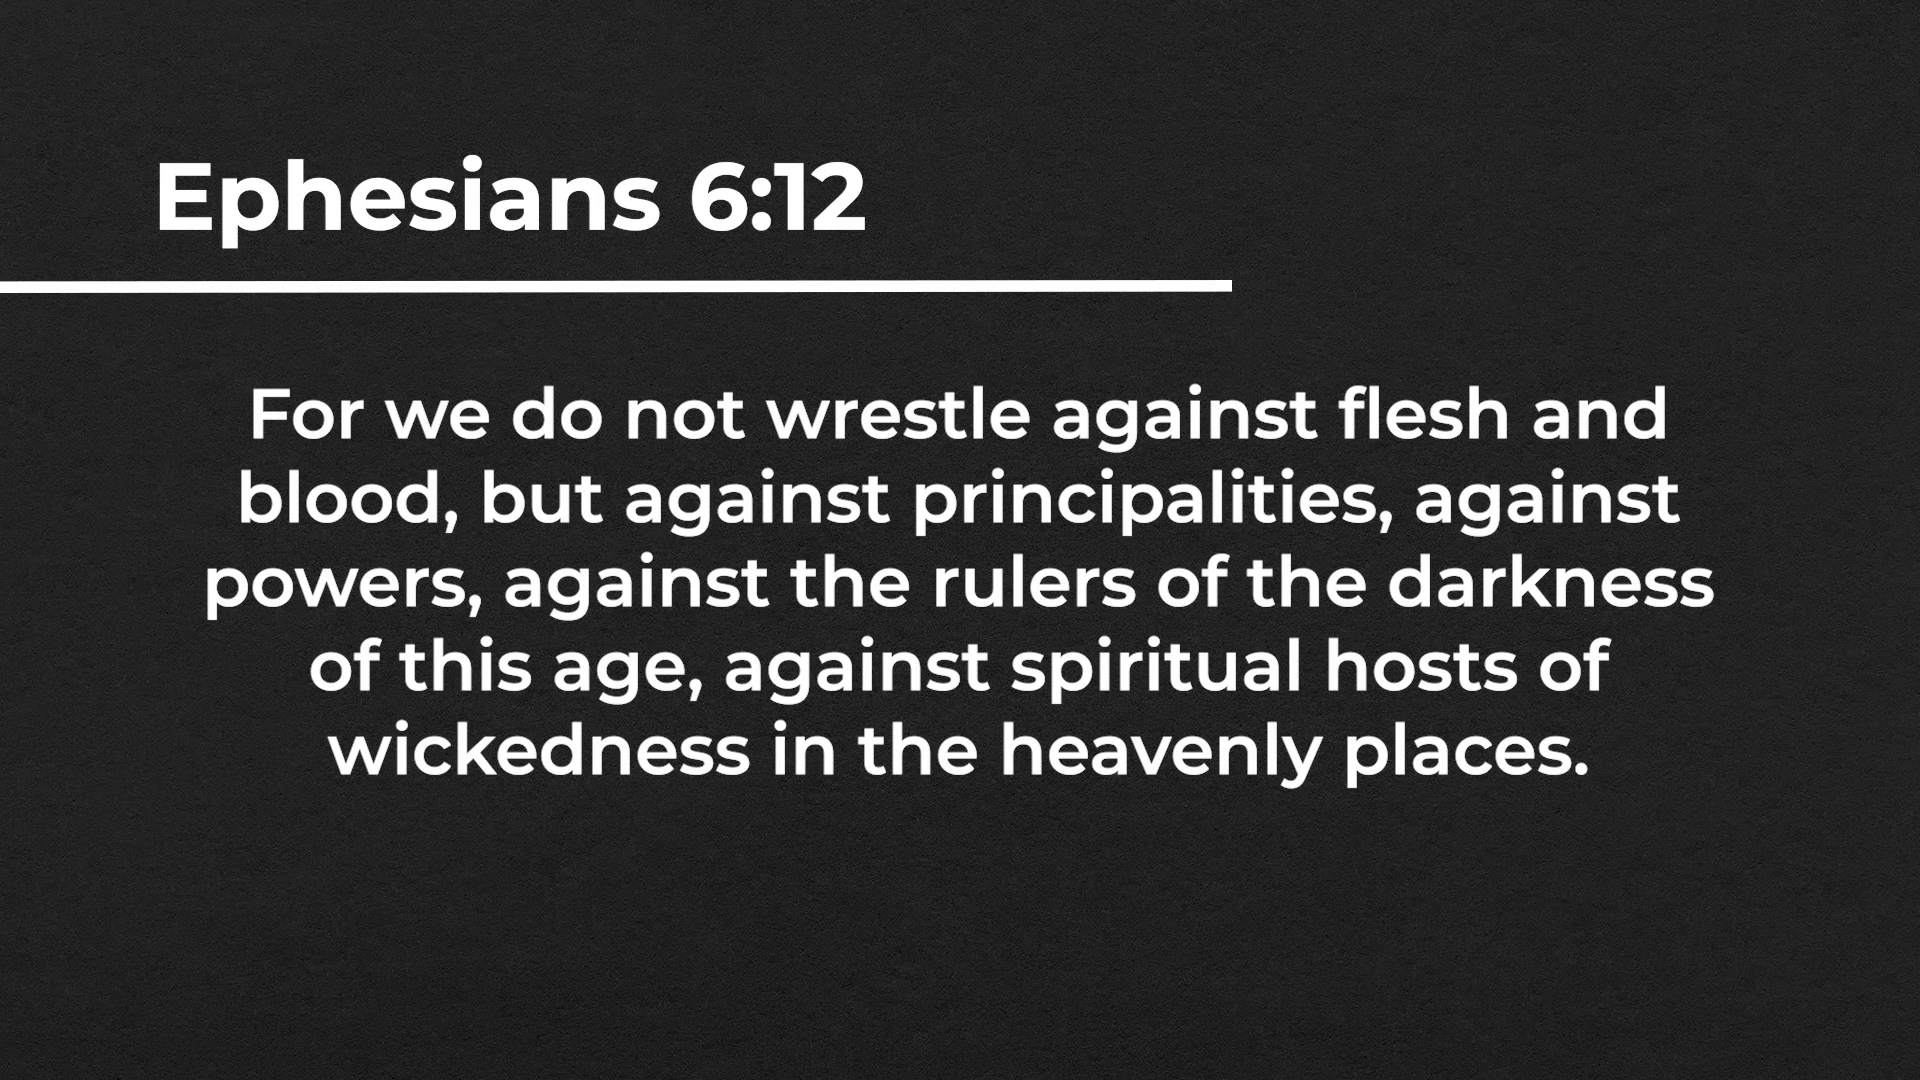 Ephesians 6:12
For we do not wrestle against flesh and
blood, but against principalities, against
powers, against the rulers of the darkness
of this age, against spiritual hosts of
wickedness in the heavenly places.